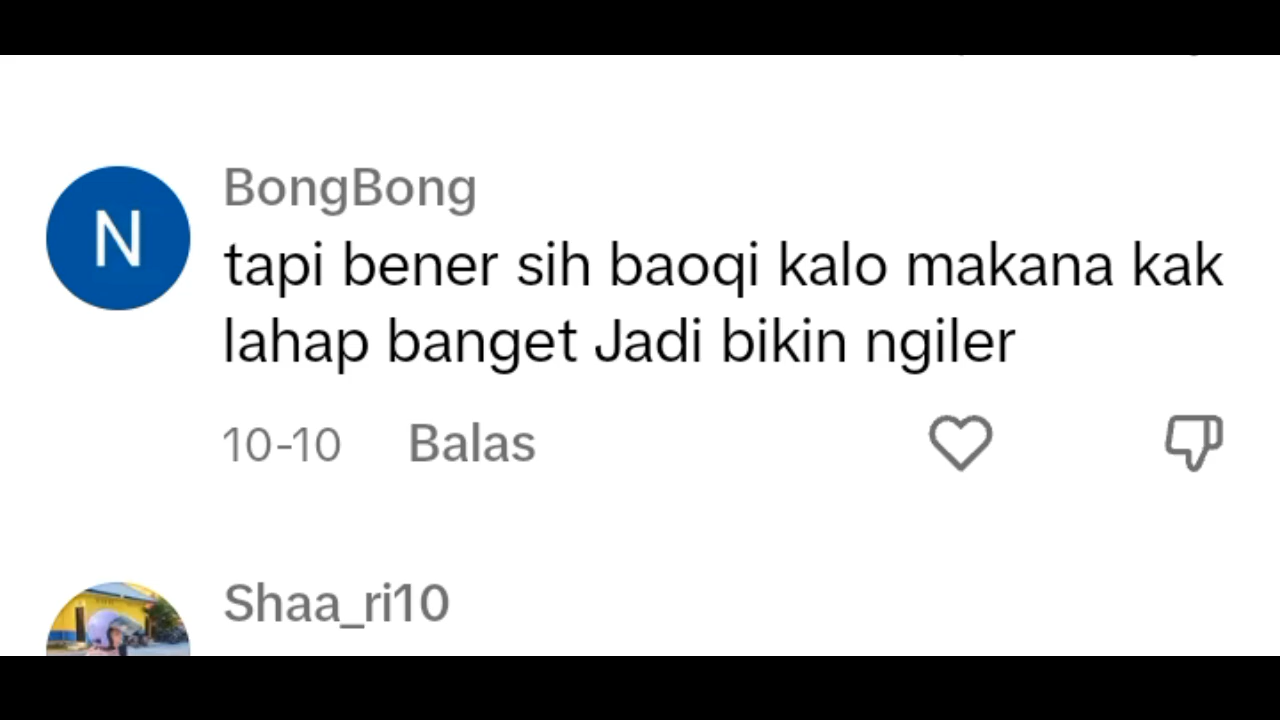 N
BongBong
tapi bener sih baoqi kalo makana kak
lahap banget Jadi bikin ngiler
10-10 Balas
Shaa_ri10